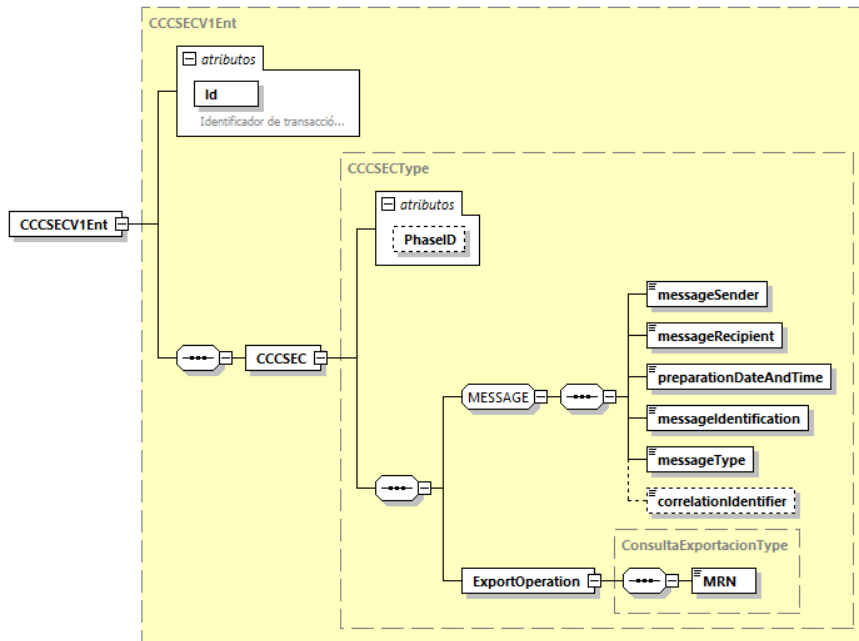 CCCSECV1Ent
atributos
Id
Identificador de transacció...
CCCSECType
atributos
PhaseID
CCCSECV1Ent
CCCSEC
messageSender
messageRecipient
preparationDateAndTime
MESSAGE
messageIdentification
messageType
correlationIdentifier
ConsultaExportacionType
ExportOperation
MRN